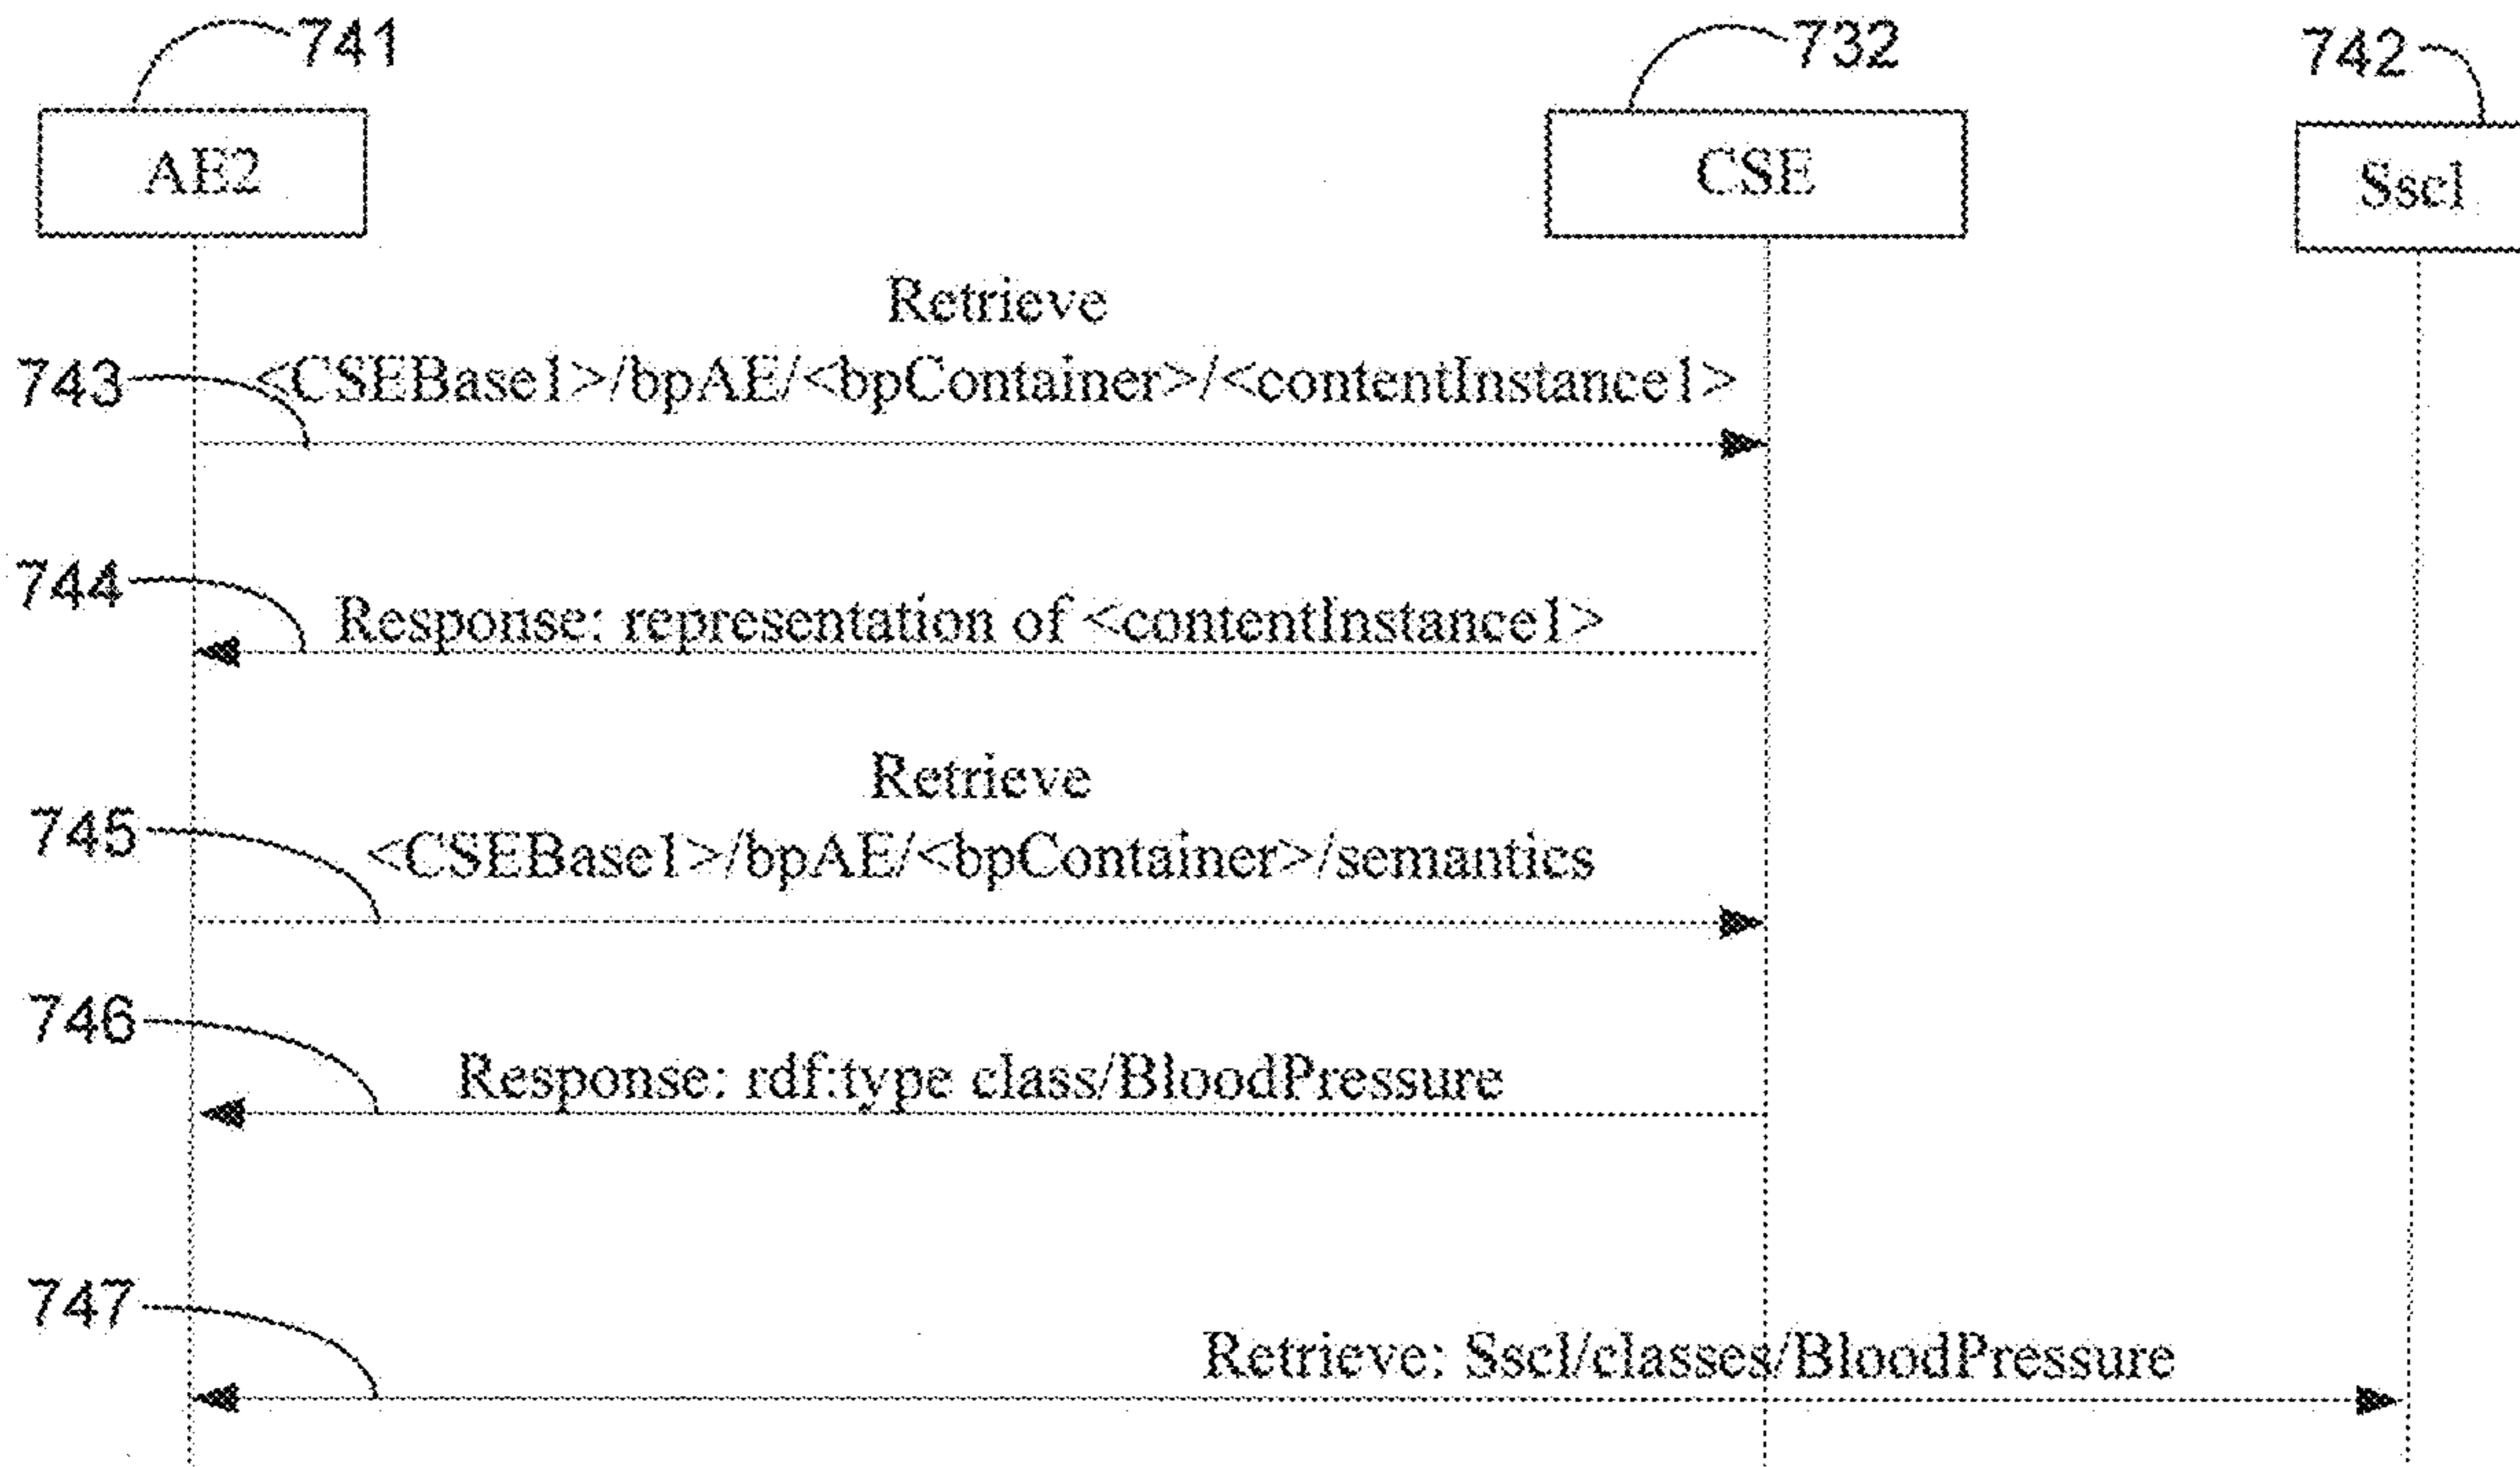 741
732
742
AE2
CSE
Sscl
Retrieve
743
<CSEBase1>/bpAE/<bpContainer>/<contentInstance1>
744
Response: representation of <contentInstance1>
Retrieve
745
<CSEBase1>/bpAE/<bpContainer>/semantics
746
Response: rdf:type class/BloodPressure
747
Retrieve: Sscl/classes/BloodPressure